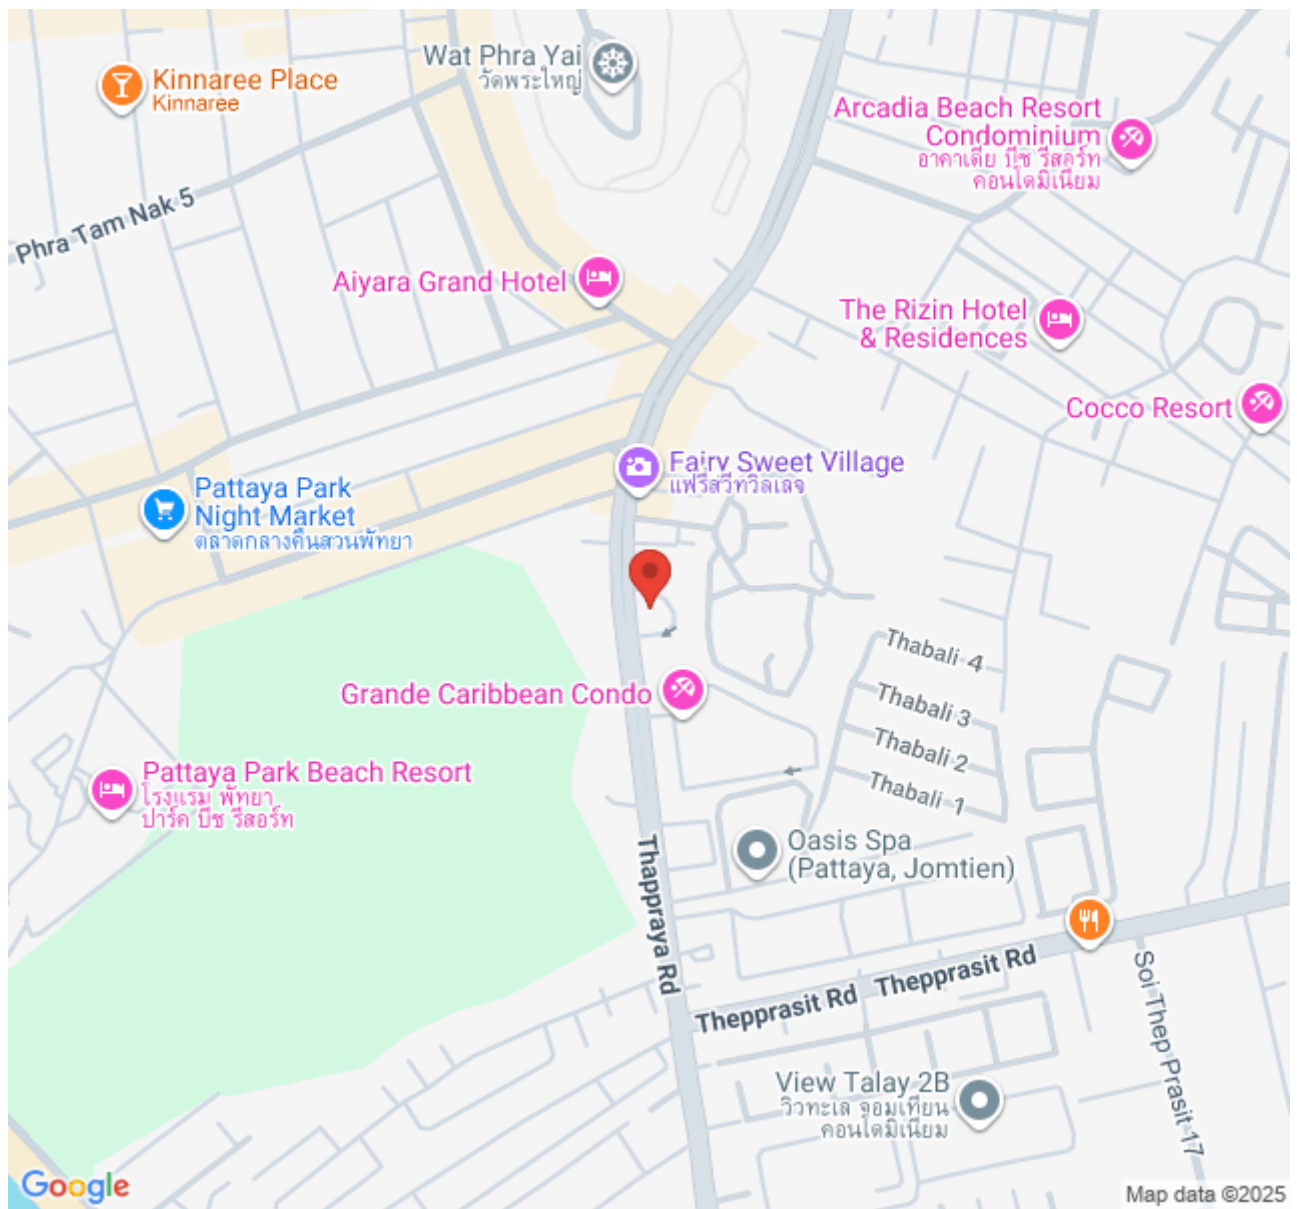 Wat Phra Yai
วัดพระใหญ่
Kinnaree Place
Kinnaree
Arcadia Beach Resort
Condominium
อาคาเดีย บีช รีสอร์ท
คอนโดมิเนียม
Phra Tam Nak 5
Aiyara Grand Hotel
The Rizin Hotel
& Residences
Cocco Resort
Fairy Sweet Village
แฟรีสวีทวิลเลจ
Pattaya Park
Night Market
ตลาดกลางคืนสวนพัทยา
Thabali 4
Grande Caribbean Condo
Thabali 3
Thabali 2
Pattaya Park Beach Resort
โรงแรม พัทยา
ปาร์ค บีช รีสอร์ท
Thabali 1
Oasis Spa
(Pattaya, Jomtien)
Thappraya Rd
Thepprasit Rd
Thepprasit Rd
Soi Thep Prasit 17
View Talay 2B
วิวทะเล จอมเทียน
คอนโดมิเนียม
Google
Map data ©2025